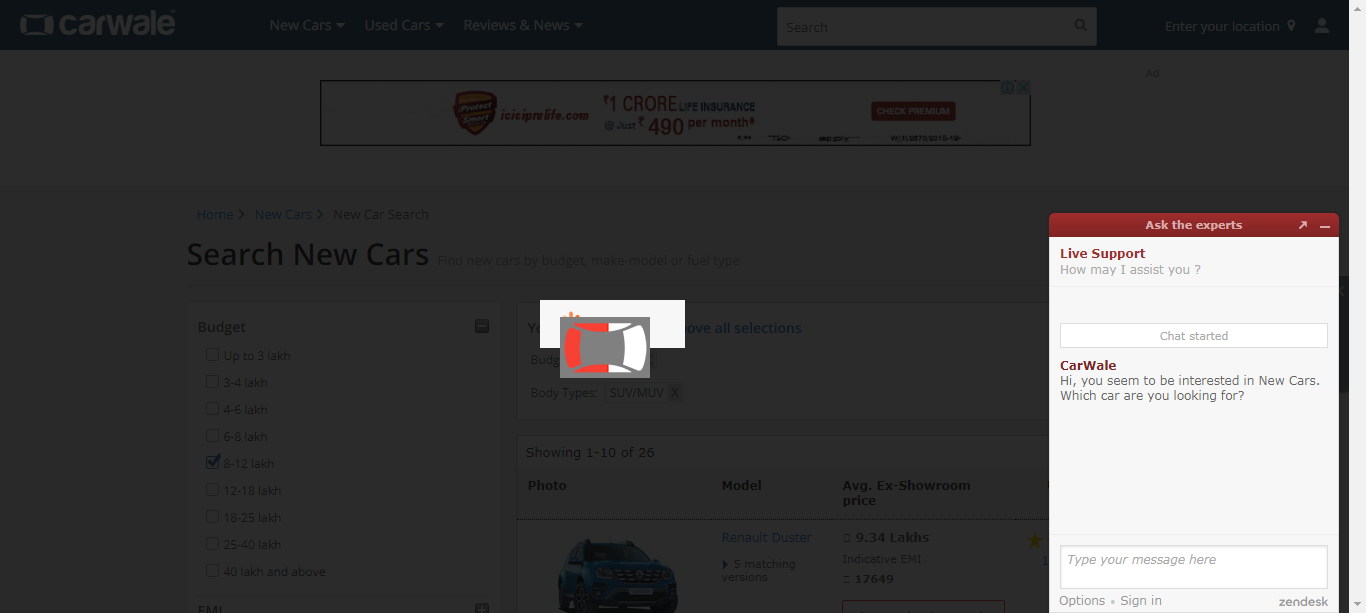 carwale
New Cars
Used Cars
Reviews & News
Search
Enter your location
Ad
iProtect Smart
iciciprulife.com
₹1 CRORE LIFE INSURANCE
@ Just ₹490 per month*
CHECK PREMIUM
Home > New Cars > New Car Search
Search New Cars Find new cars by budget, make-model or fuel type
Budget
Up to 3 lakh
3-4 lakh
4-6 lakh
6-8 lakh
8-12 lakh
12-18 lakh
18-25 lakh
25-40 lakh
40 lakh and above
EMI
all selections
Body Types: SUV/MUV X
Showing 1-10 of 26
Photo
Model
Avg. Ex-Showroom
price
Renault Duster
5 matching
versions
9.34 Lakhs
Indicative EMI
17649
Ask the experts
Live Support
How may I assist you ?
Chat started
CarWale
Hi, you seem to be interested in New Cars.
Which car are you looking for?
Type your message here
Options • Sign in
zendesk